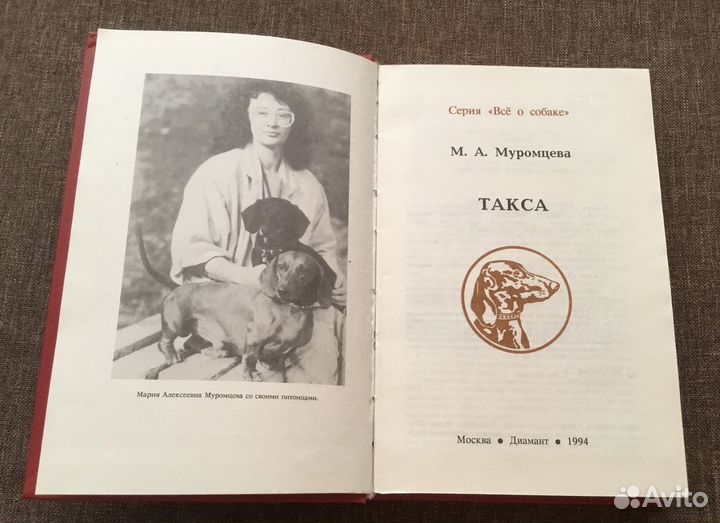 Мария Алексеевна Муромцева со своими питомцами.
Серия «Всё о собаке»
М. А. Муромцева
ТАКСА
Москва ● Диамант ● 1994
Avito